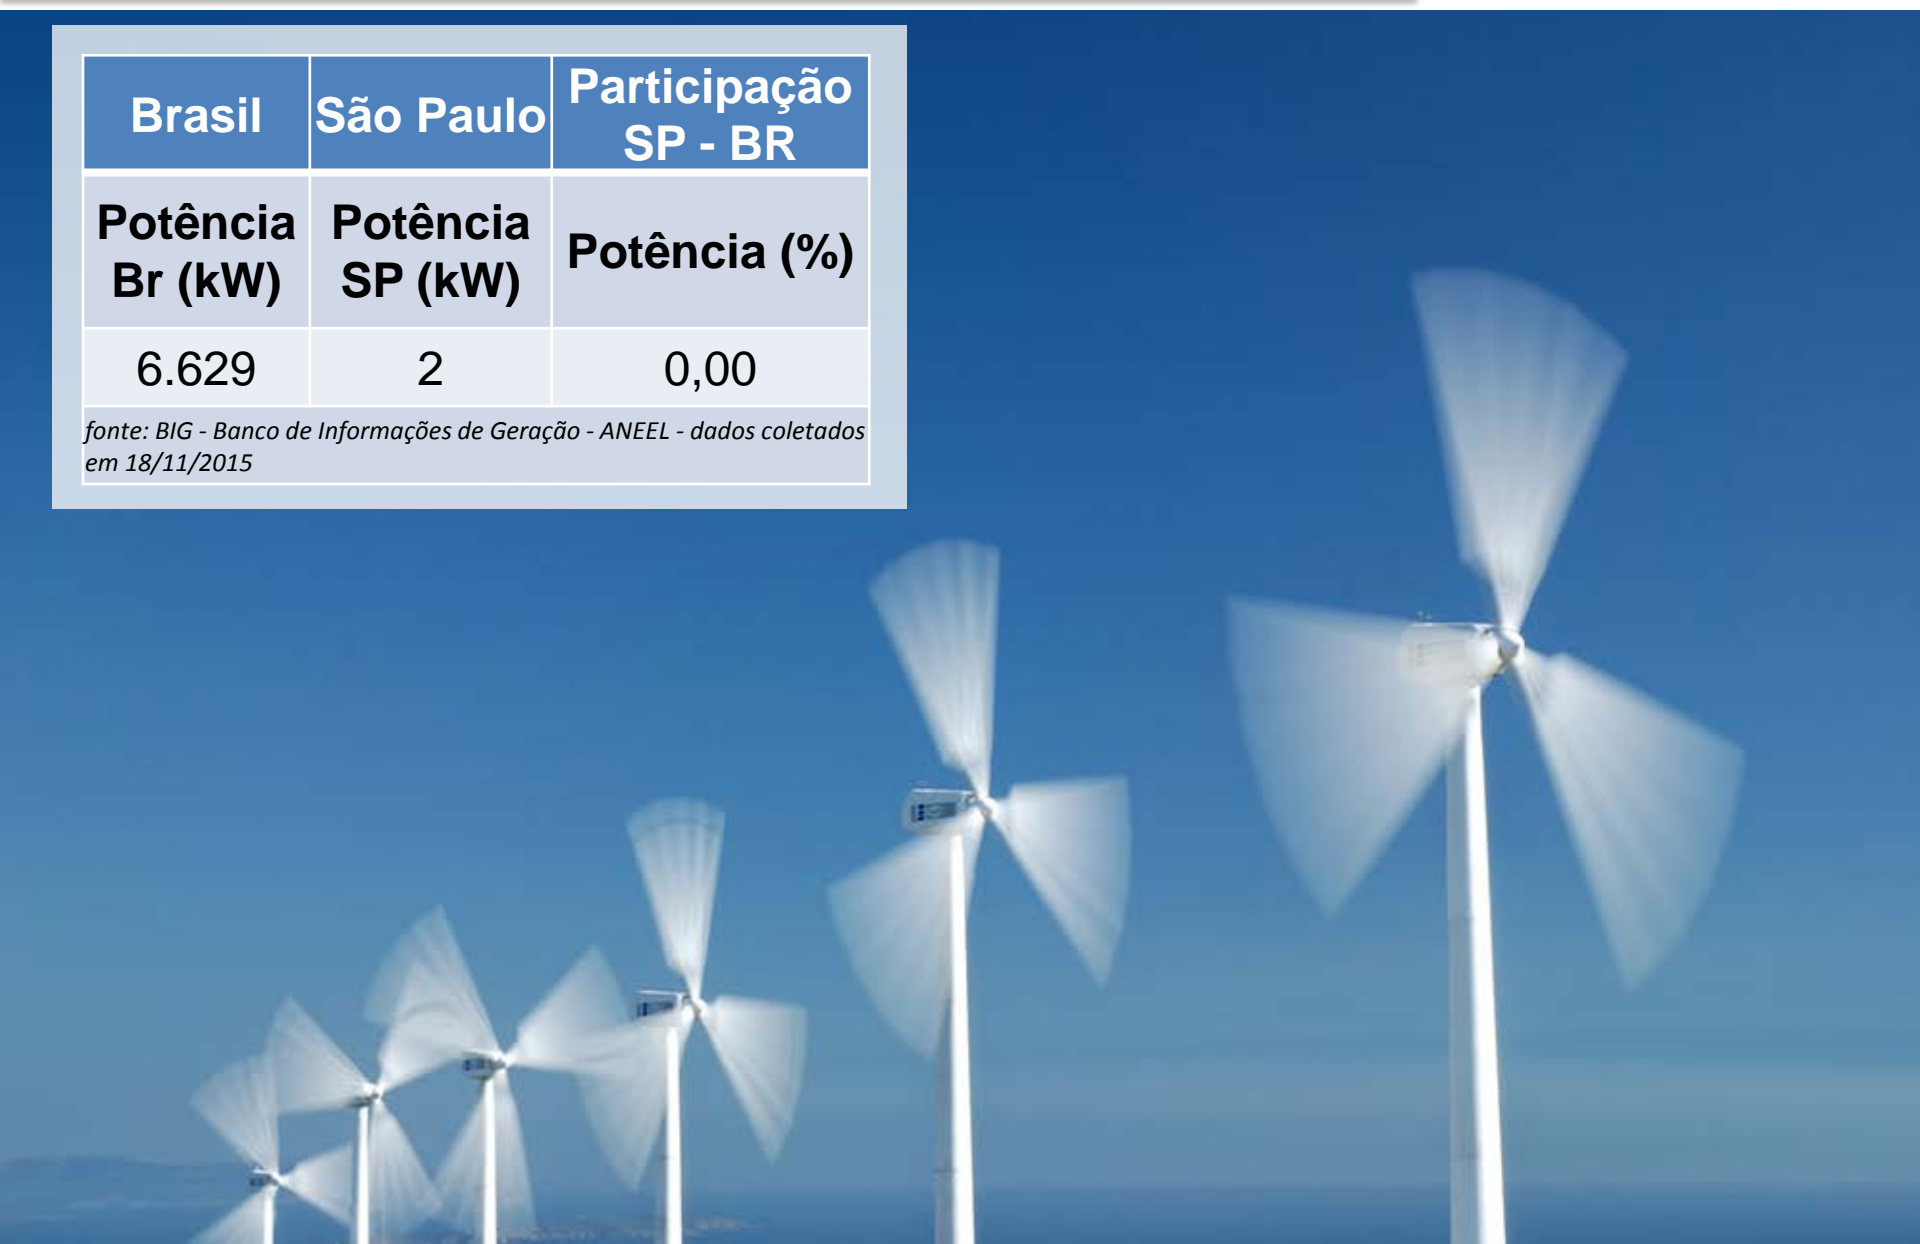 Brasil São Paulo Participação
SP - BR
Potência Potência Potência (%)
Br (kW) SP (kW)
6.629 2 0,00
fonte: BIG - Banco de Informações de Geração - ANEEL - dados coletados
em 18/11/2015